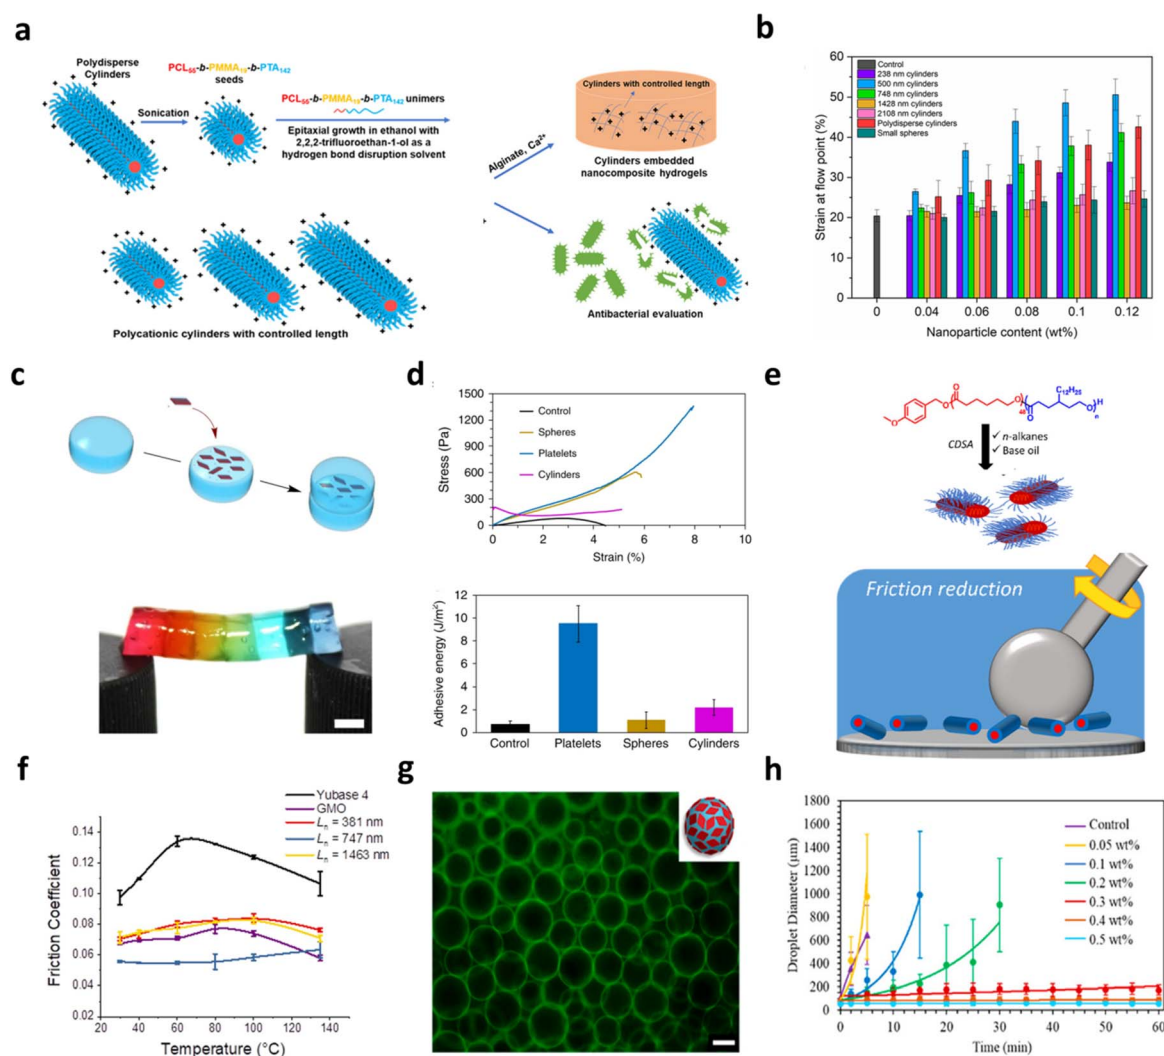 a
Polydisperse
Cylinders
PCL55-b-PMMA18-b-PTA142
seeds
Sonication
PCL55-b-PMMA18-b-PTA142 unimers
Epitaxial growth in ethanol with
2,2,2-trifluoroethan-1-ol as a
hydrogen bond disruption solvent
Alginate, Ca2+
Cylinders with controlled length
Cylinders embedded
nanocomposite hydrogels
Polycationic cylinders with controlled length
Antibacterial evaluation
b
Strain at flow point (%)
60
50
40
30
20
10
0
Control
238 nm cylinders
500 nm cylinders
748 nm cylinders
1428 nm cylinders
2108 nm cylinders
Polydisperse cylinders
Small spheres
0 0.04 0.06 0.08 0.1 0.12
Nanoparticle content (wt%)
c
d
Stress (Pa)
1500
1200
900
600
300
0
Control
Spheres
Platelets
Cylinders
0 2 4 6 8 10
Strain (%)
Adhesive energy (J/m2)
12
10
8
6
4
2
0
Control Platelets Spheres Cylinders
e
O
O
O
48
O
C12H25
O
H
n
CDSA
✓ n-alkanes
✓ Base oil
Friction reduction
f
Friction Coefficient
0.14
0.12
0.10
0.08
0.06
0.04
0.02
Yubase 4
GMO
Ln = 381 nm
Ln = 747 nm
Ln = 1463 nm
20 40 60 80 100 120 140
Temperature (°C)
g
h
Droplet Diameter (μm)
1800
1600
1400
1200
1000
800
600
400
200
0
Control
0.05 wt%
0.1 wt%
0.2 wt%
0.3 wt%
0.4 wt%
0.5 wt%
0 10 20 30 40 50 60
Time (min)